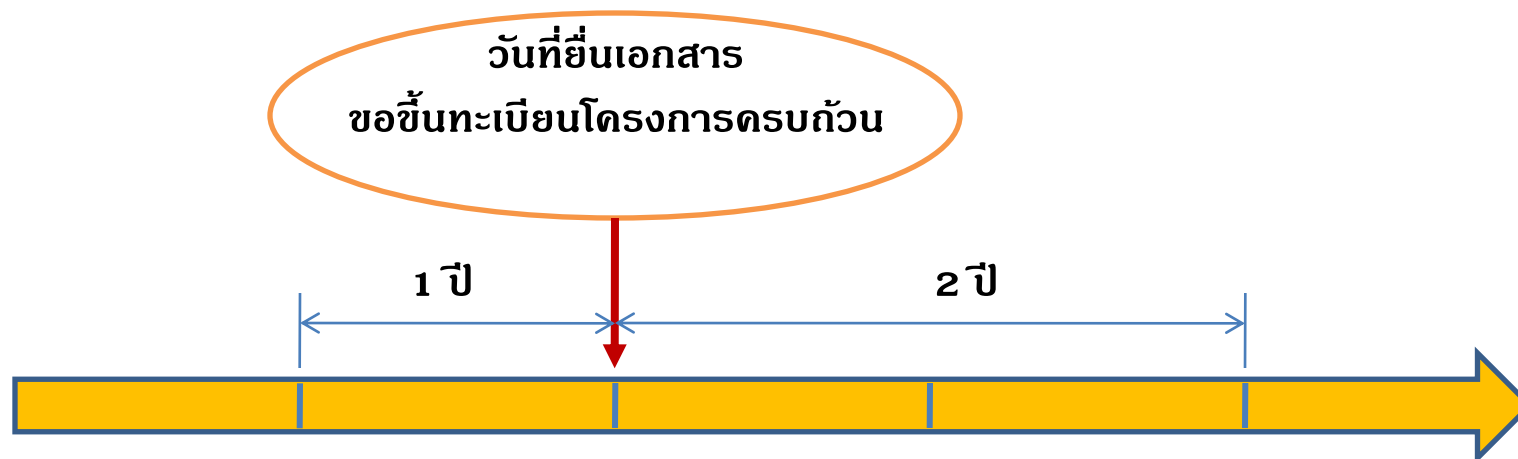 วันที่ยื่นเอกสาร
ขอขึ้นทะเบียนโครงการครบถ้วน
1 ปี
2 ปี